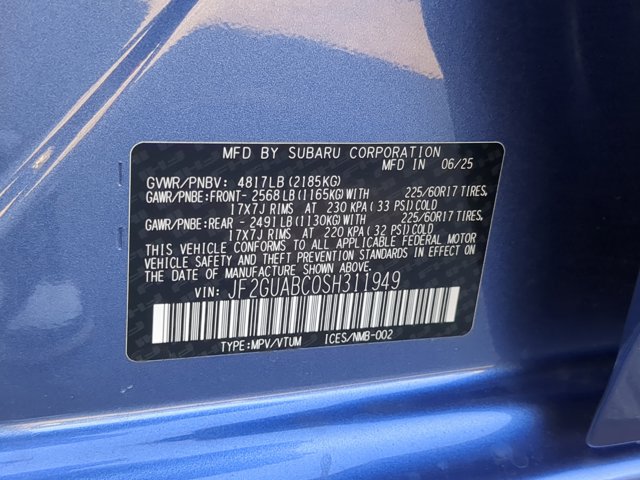 MFD BY SUBARU CORPORATION
MFD IN 06/25
GVWR/PNBV: 4817LB (2185KG)
GAWR/PNBE:FRONT- 2568LB (1165KG)WITH 225/60R17 TIRES,
17X7J RIMS AT 230 KPA ( 33 PSI)COLD
GAWR/PNBE:REAR - 2491LB (1130KG)WITH 225/60R17 TIRES,
17X7J RIMS AT 220 KPA ( 32 PSI)COLD
THIS VEHICLE CONFORMS TO ALL APPLICABLE FEDERAL MOTOR
VEHICLE SAFETY AND THEFT PREVENTION STANDARDS IN EFFECT ON
THE DATE OF MANUFACTURE SHOWN ABOVE.
VIN: JF2GUABC0SH311949
TYPE:MPV/VTUM ICES/NMB-002